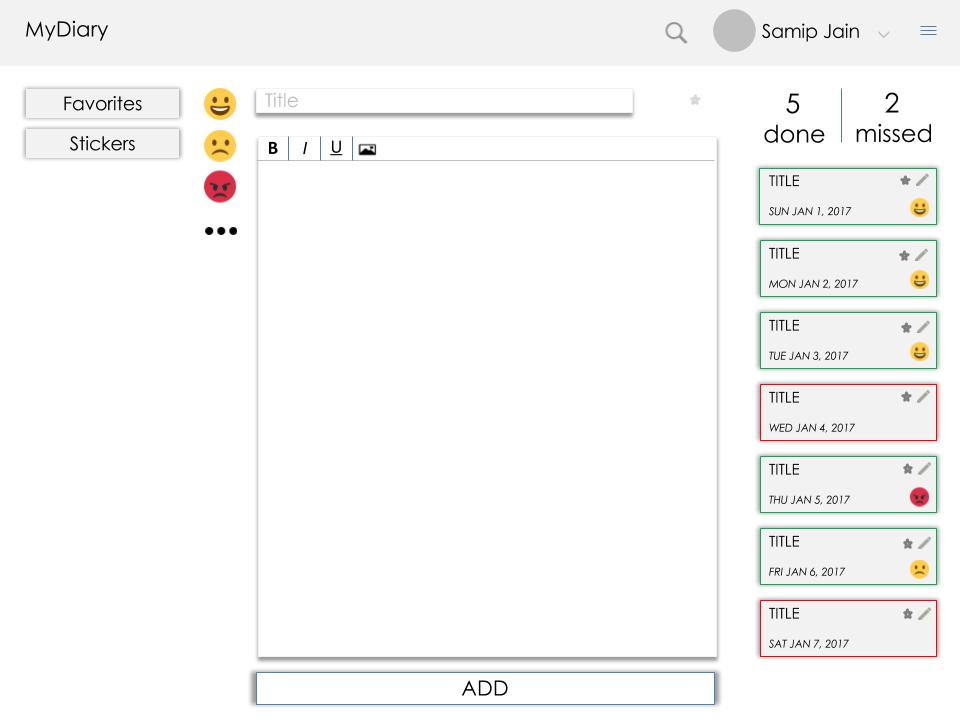 MyDiary
Samip Jain
Favorites
Stickers
Title
B I U
ADD
5 2
done missed
TITLE
SUN JAN 1, 2017
TITLE
MON JAN 2, 2017
TITLE
TUE JAN 3, 2017
TITLE
WED JAN 4, 2017
TITLE
THU JAN 5, 2017
TITLE
FRI JAN 6, 2017
TITLE
SAT JAN 7, 2017